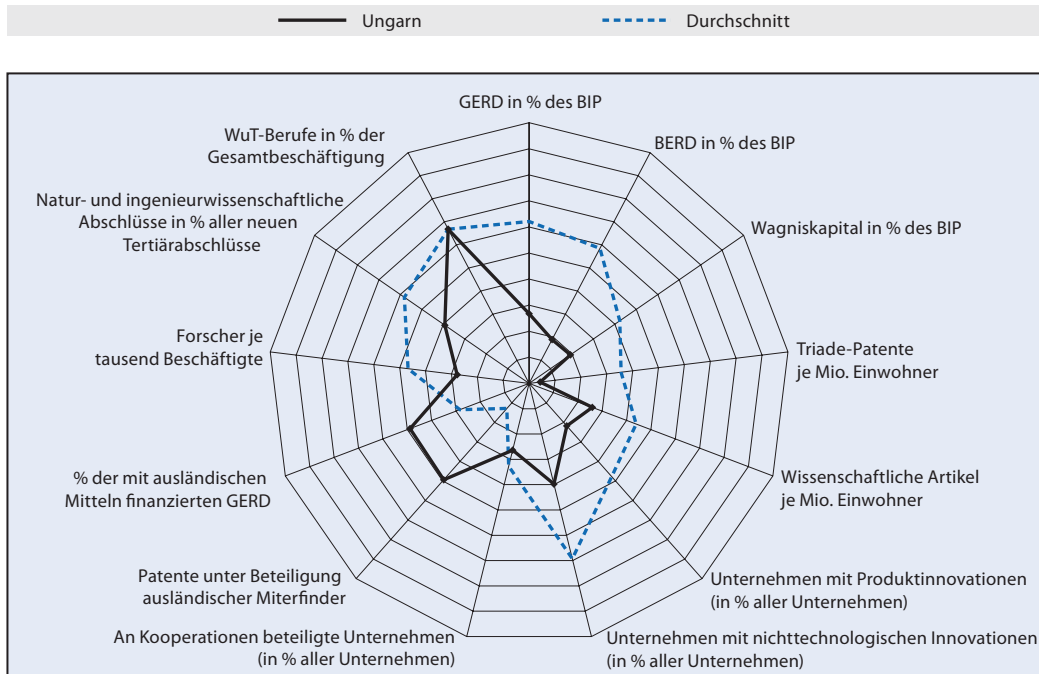 Ungarn
Durchschnitt
GERD in % des BIP
BERD in % des BIP
Wagniskapital in % des BIP
Triade-Patente
je Mio. Einwohner
Wissenschaftliche Artikel
je Mio. Einwohner
Unternehmen mit Produktinnovationen
(in % aller Unternehmen)
Unternehmen mit nichttechnologischen Innovationen
(in % aller Unternehmen)
An Kooperationen beteiligte Unternehmen
(in % aller Unternehmen)
Patente unter Beteiligung
ausländischer Miterfinder
% der mit ausländischen
Mitteln finanzierten GERD
Forscher je
tausend Beschäftigte
Natur- und ingenieurwissenschaftliche
Abschlüsse in % aller neuen
Tertiärabschlüsse
WuT-Berufe in % der
Gesamtbeschäftigung